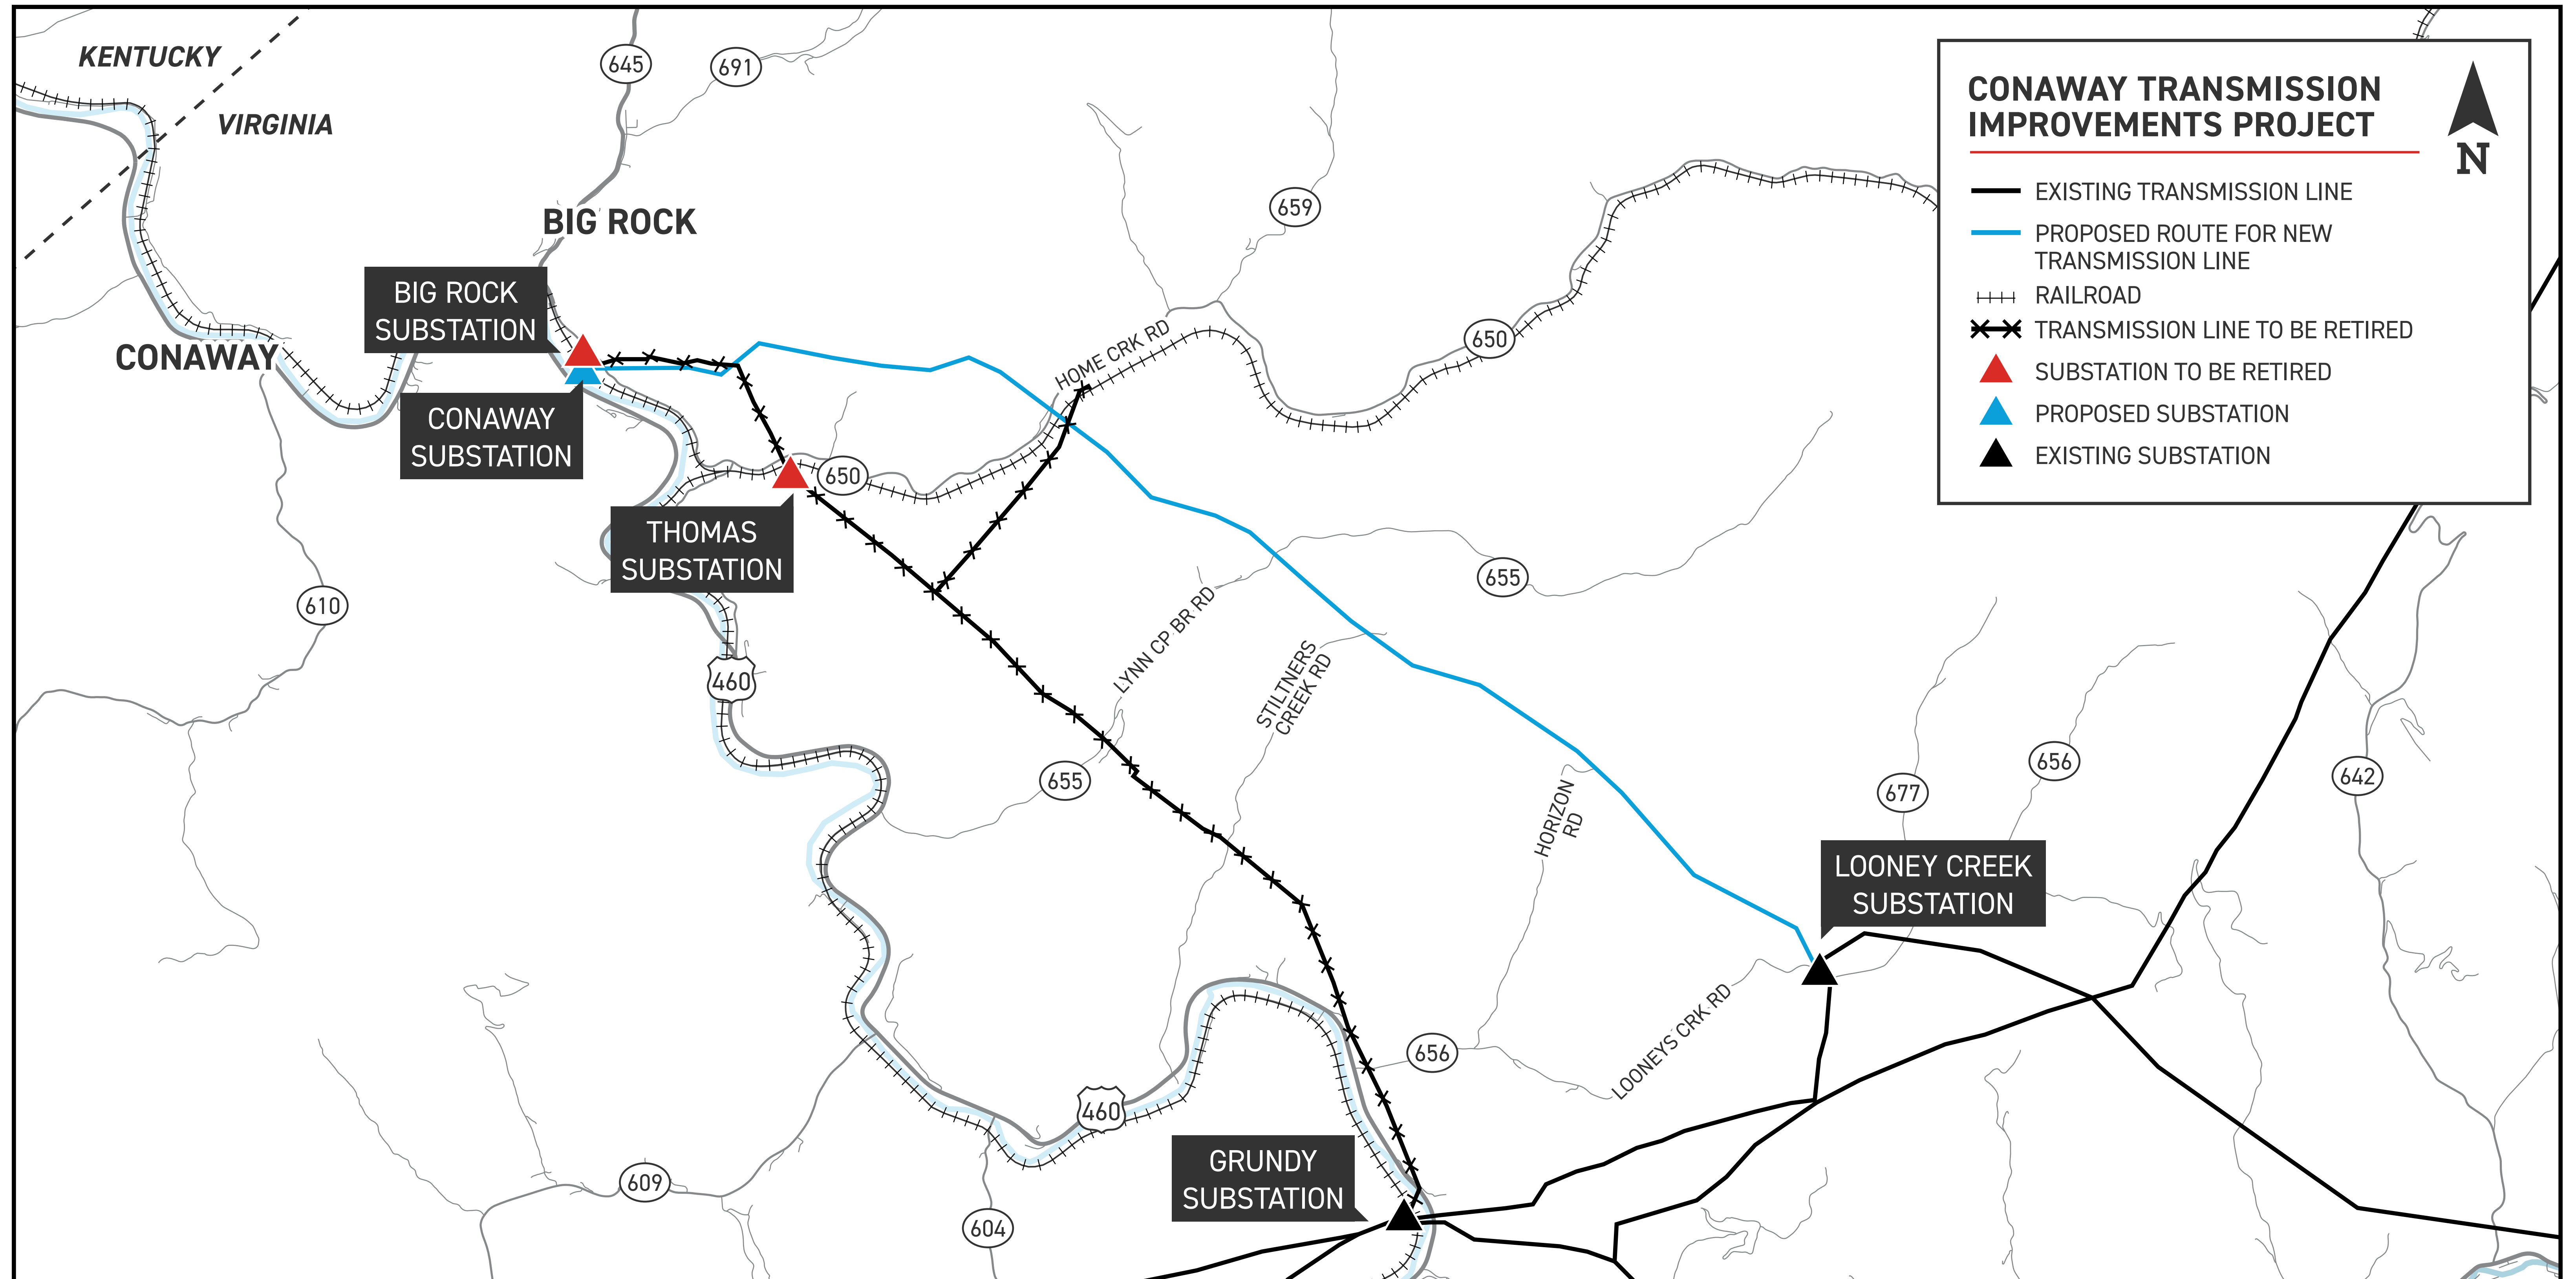 KENTUCKY
VIRGINIA
645
691
BIG ROCK
659
CONAWAY TRANSMISSION
IMPROVEMENTS PROJECT
N
EXISTING TRANSMISSION LINE
PROPOSED ROUTE FOR NEW
TRANSMISSION LINE
RAILROAD
TRANSMISSION LINE TO BE RETIRED
SUBSTATION TO BE RETIRED
PROPOSED SUBSTATION
EXISTING SUBSTATION
BIG ROCK
SUBSTATION
CONAWAY
CONAWAY
SUBSTATION
HOME CRK RD
650
650
THOMAS
SUBSTATION
655
610
LYNN CP BR RD
STILTNERS
CREEK RD
460
655
HORIZON
RD
677
656
642
LOONEY CREEK
SUBSTATION
LOONEYS CRK RD
656
460
GRUNDY
SUBSTATION
609
604